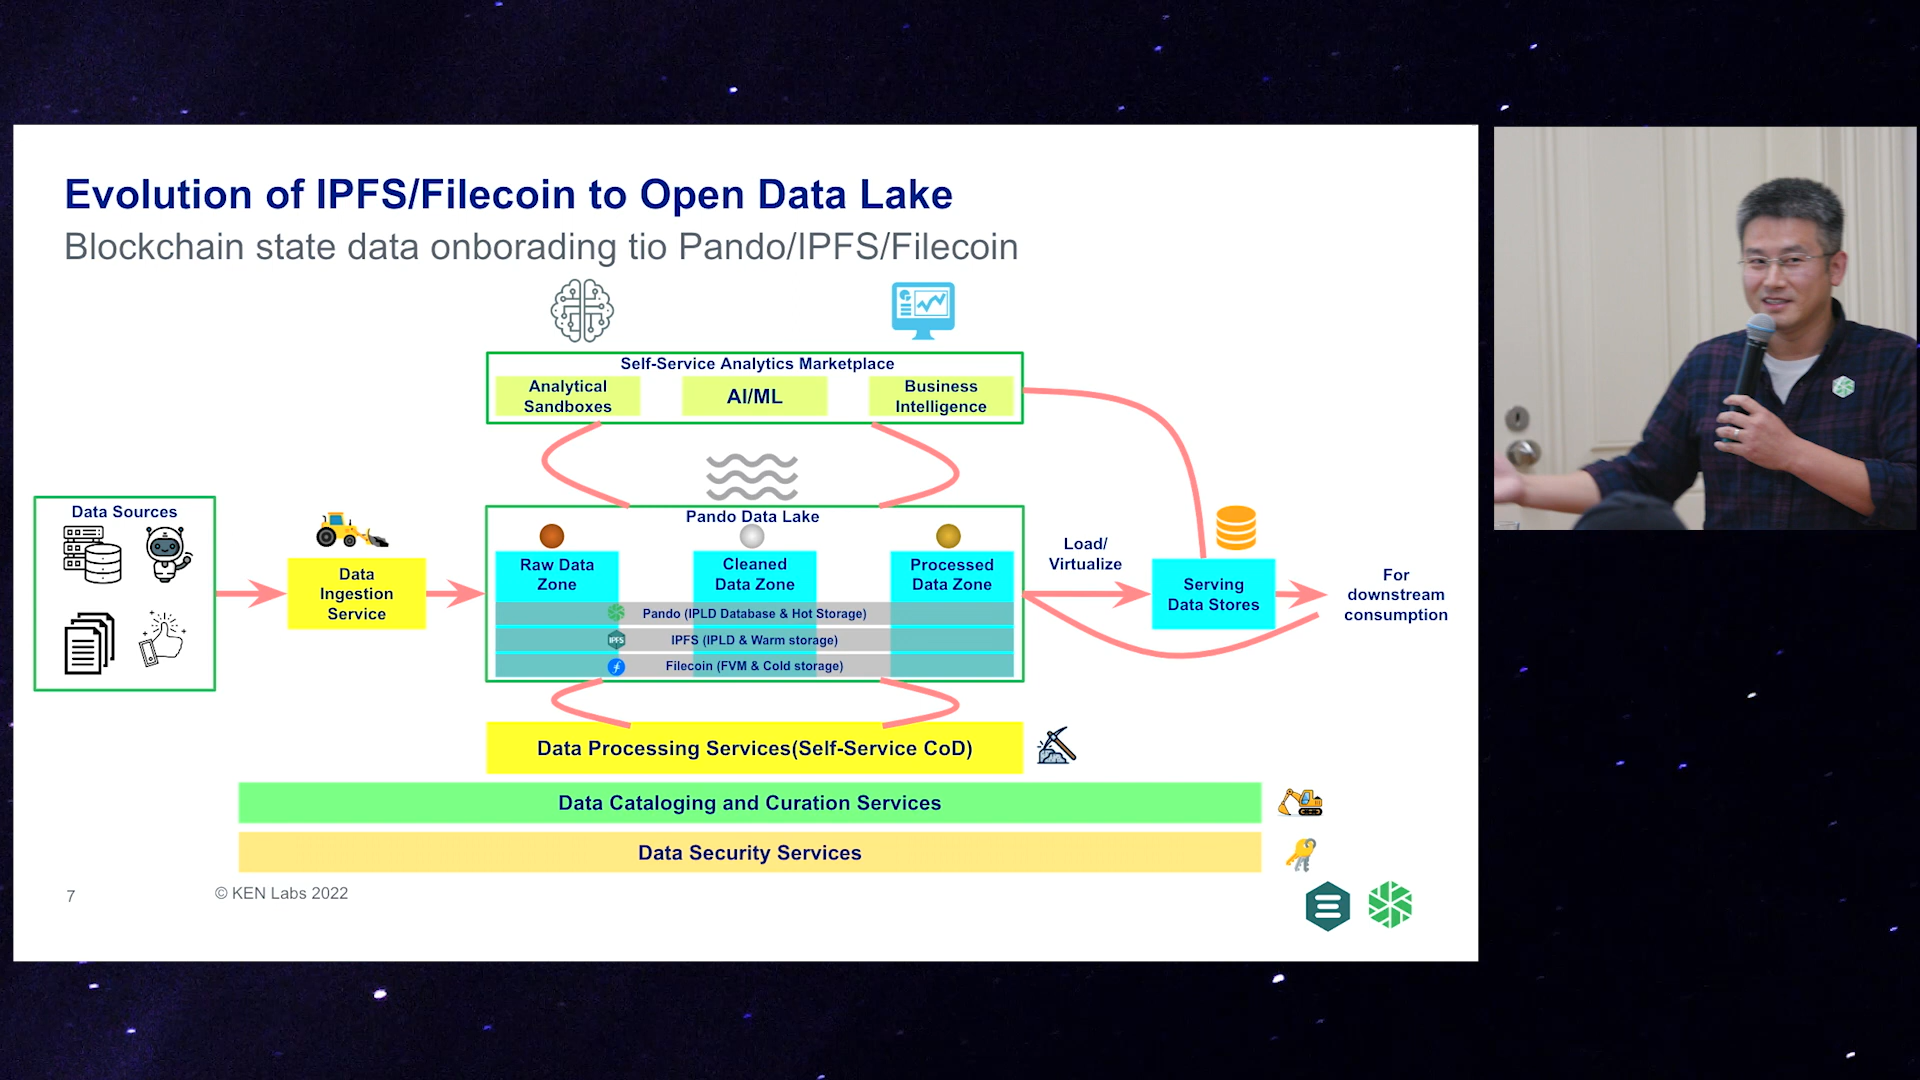 Evolution of IPFS/Filecoin to Open Data Lake
Blockchain state data onborading tio Pando/IPFS/Filecoin
Self-Service Analytics Marketplace
Analytical
Sandboxes
AI/ML
Business
Intelligence
Data Sources
Data
Ingestion
Service
Pando Data Lake
Raw Data
Zone
Cleaned
Data Zone
Processed
Data Zone
Pando (IPLD Database & Hot Storage)
IPFS
IPFS (IPLD & Warm storage)
Filecoin (FVM & Cold storage)
Load/
Virtualize
Serving
Data Stores
For
downstream
consumption
Data Processing Services(Self-Service CoD)
Data Cataloging and Curation Services
Data Security Services
7
© KEN Labs 2022